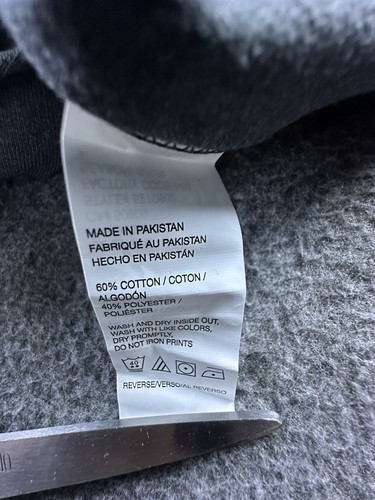 MADE IN PAKISTAN
FABRIQUÉ AU PAKISTAN
HECHO EN PAKISTÁN
60% COTTON / COTON /
ALGODÓN
40% POLYESTER /
POLIÉSTER
WASH AND DRY INSIDE OUT,
WASH WITH LIKE COLORS,
DRY PROMPTLY,
DO NOT IRON PRINTS
40
REVERSE/VERSO/AL REVERSO